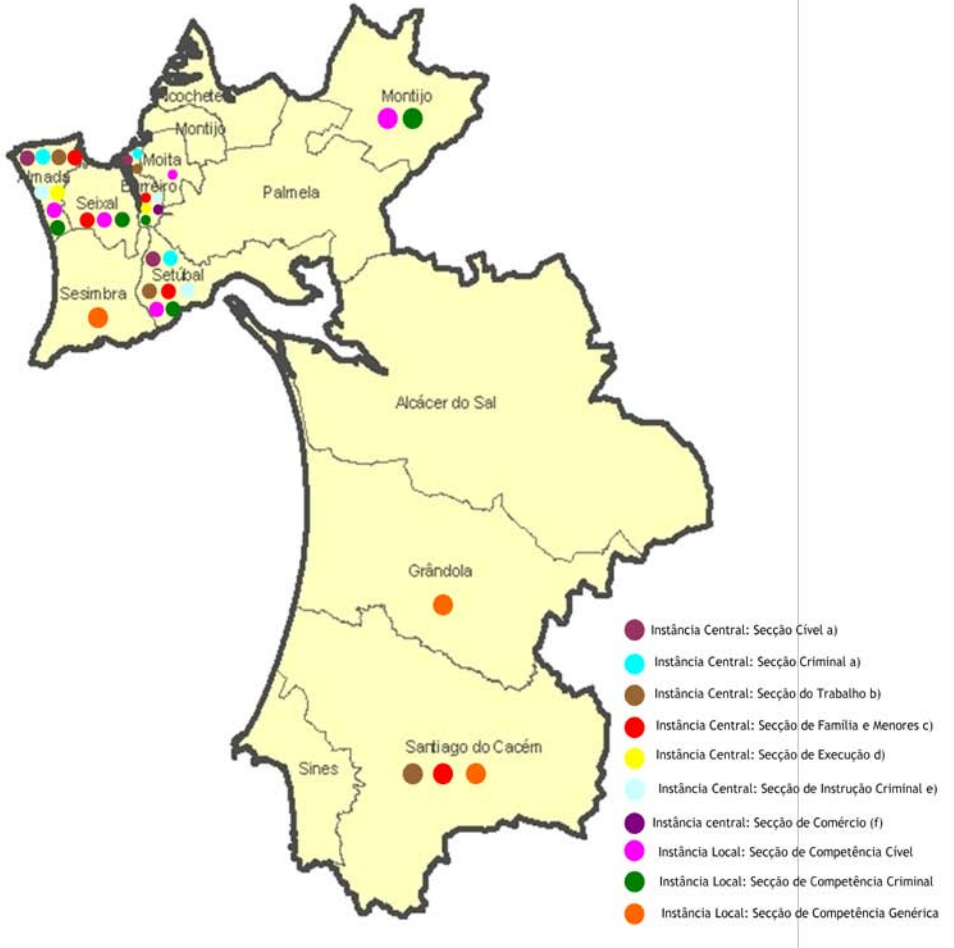 lcochete
Montijo
Montijo
Moita
Almada
Barreiro
Seixal
Palmela
Setúbal
Sesimbra
Alcácer do Sal
Grândola
Santiago do Cacém
Sines
Instância Central: Secção Cível a)
Instância Central: Secção Criminal a)
Instância Central: Secção do Trabalho b)
Instância Central: Secção de Família e Menores c)
Instância Central: Secção de Execução d)
Instância Central: Secção de Instrução Criminal e)
Instância central: Secção de Comércio (f)
Instância Local: Secção de Competência Cível
Instância Local: Secção de Competência Criminal
Instância Local: Secção de Competência Genérica